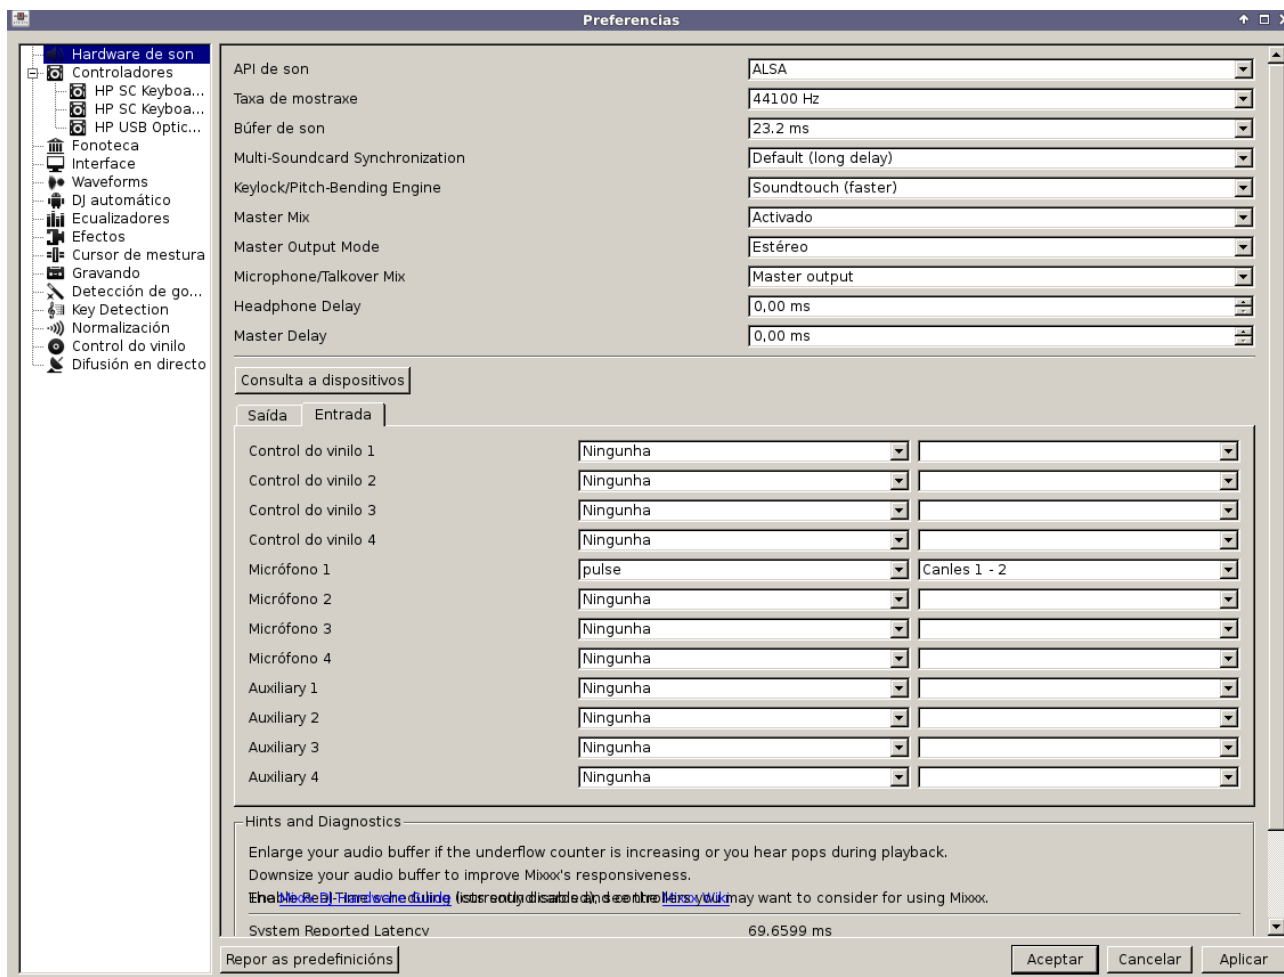 Preferencias
Hardware de son
Controladores
HP SC Keyboa...
HP SC Keyboa...
HP USB Optic...
Fonoteca
Interface
Waveforms
DJ automático
Ecualizadores
Efectos
Cursor de mestura
Gravando
Detección de go...
Key Detection
Normalización
Control do vinilo
Difusión en directo
API de son ALSA
Taxa de mostraxe 44100 Hz
Búfer de son 23.2 ms
Multi-Soundcard Synchronization Default (long delay)
Keylock/Pitch-Bending Engine Soundtouch (faster)
Master Mix Activado
Master Output Mode Estéreo
Microphone/Talkover Mix Master output
Headphone Delay 0,00 ms
Master Delay 0,00 ms
Consulta a dispositivos
Saída Entrada
Control do vinilo 1 Ningunha
Control do vinilo 2 Ningunha
Control do vinilo 3 Ningunha
Control do vinilo 4 Ningunha
Micrófono 1 pulse Canles 1 - 2
Micrófono 2 Ningunha
Micrófono 3 Ningunha
Micrófono 4 Ningunha
Auxiliary 1 Ningunha
Auxiliary 2 Ningunha
Auxiliary 3 Ningunha
Auxiliary 4 Ningunha
Hints and Diagnostics
Enlarge your audio buffer if the underflow counter is increasing or you hear pops during playback.
Downsize your audio buffer to improve Mixxx's responsiveness.
you may want to consider for using Mixxx.
System Reported Latency 69.6599 ms
Repor as predefinicións Aceptar Cancelar Aplicar